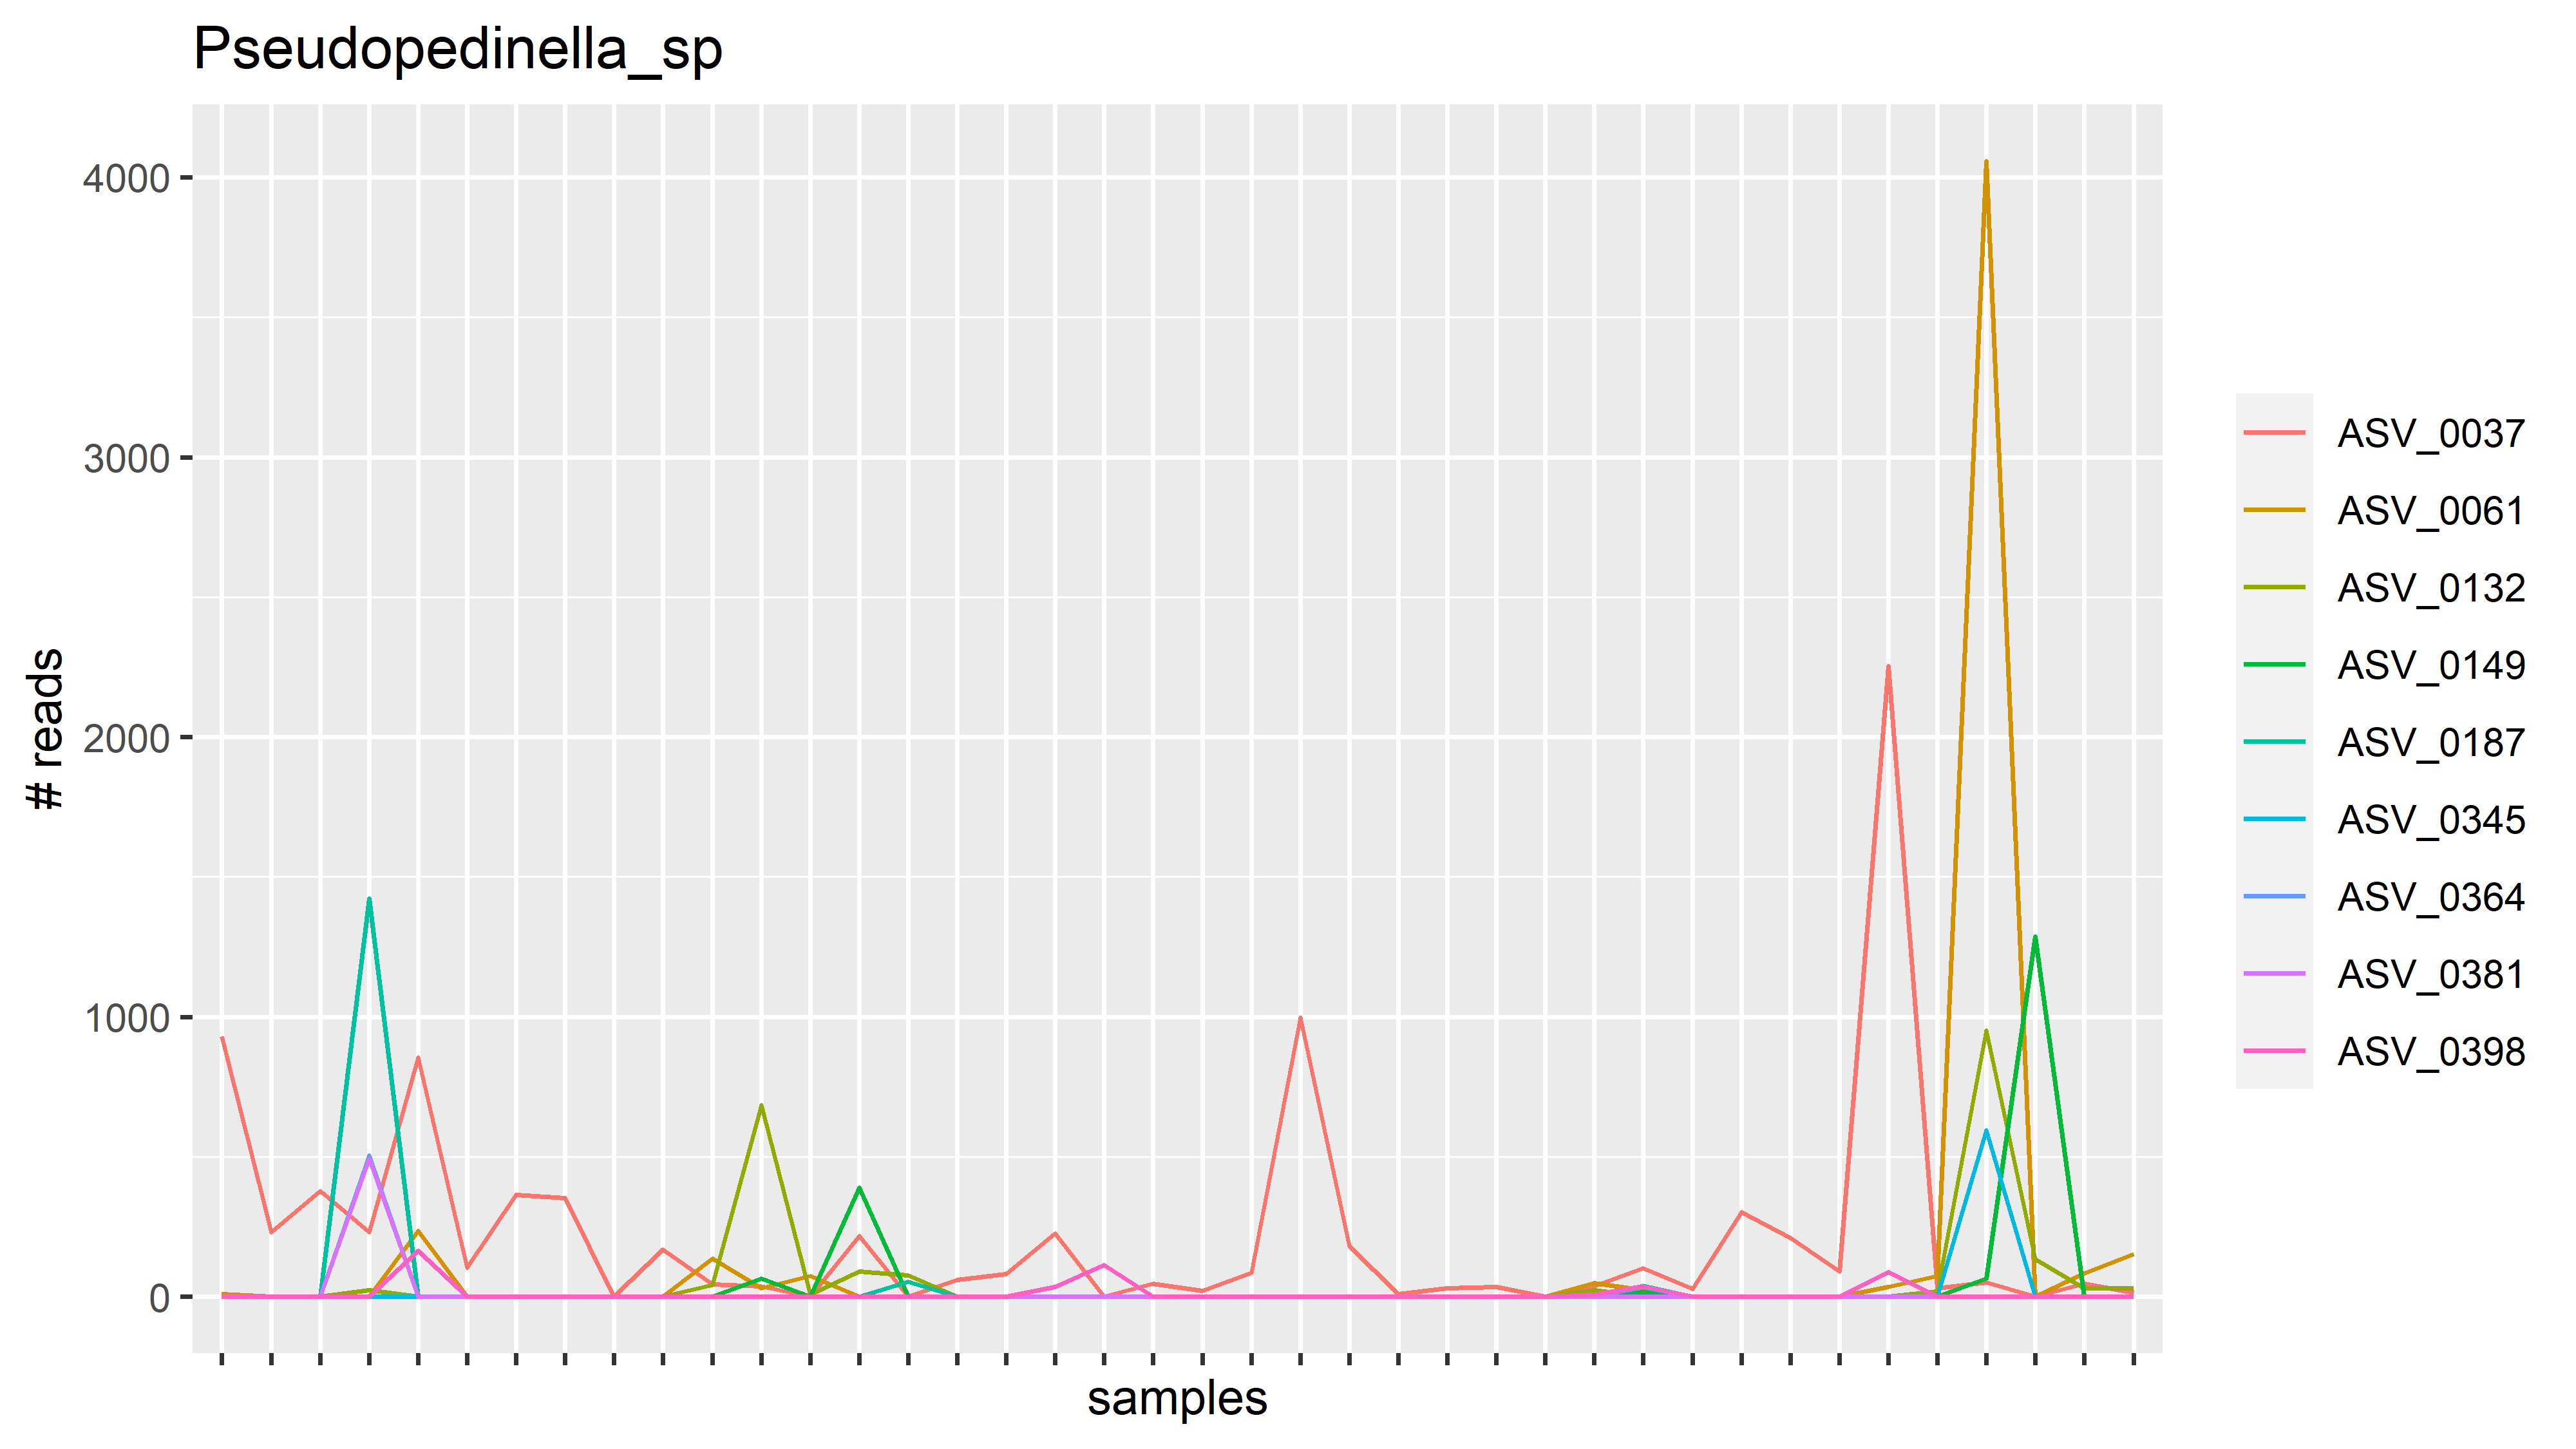 Pseudopedinella_sp
4000
3000
2000
1000
0
# reads
samples
ASV_0037
ASV_0061
ASV_0132
ASV_0149
ASV_0187
ASV_0345
ASV_0364
ASV_0381
ASV_0398